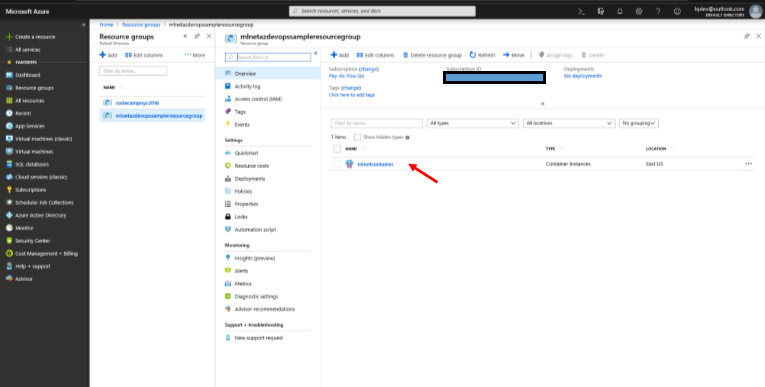 Microsoft Azure
Search resources, services, and docs
lqdev@outlook.com
DEFAULT DIRECTORY
Create a resource
All services
FAVORITES
Dashboard
Resource groups
All resources
Recent
App Services
Virtual machines (classic)
Virtual machines
SQL databases
Cloud services (classic)
Subscriptions
Scheduler Job Collections
Azure Active Directory
Monitor
Security Center
Cost Management + Billing
Help + support
Advisor
Home > Resource groups > mlnetazdevopssampleresourcegroup
Resource groups
Default Directory
Add Edit columns ••• More
Filter by name...
NAME
codecampnyc2018
mlnetazdevopssampleresourcegroup
mlnetazdevopssampleresourcegroup
Resource group
Search (Ctrl+/)
Overview
Activity log
Access control (IAM)
Tags
Events
Settings
Quickstart
Resource costs
Deployments
Policies
Properties
Locks
Automation script
Monitoring
Insights (preview)
Alerts
Metrics
Diagnostic settings
Advisor recommendations
Support + troubleshooting
New support request
Add Edit columns Delete resource group Refresh Move Assign tags Delete
Subscription (change)
Pay-As-You-Go
Subscription ID
Deployments
No deployments
Tags (change)
Click here to add tags
Filter by name...
All types
All locations
No grouping
1 items Show hidden types
NAME TYPE LOCATION
mlnetcontainer Container instances East US